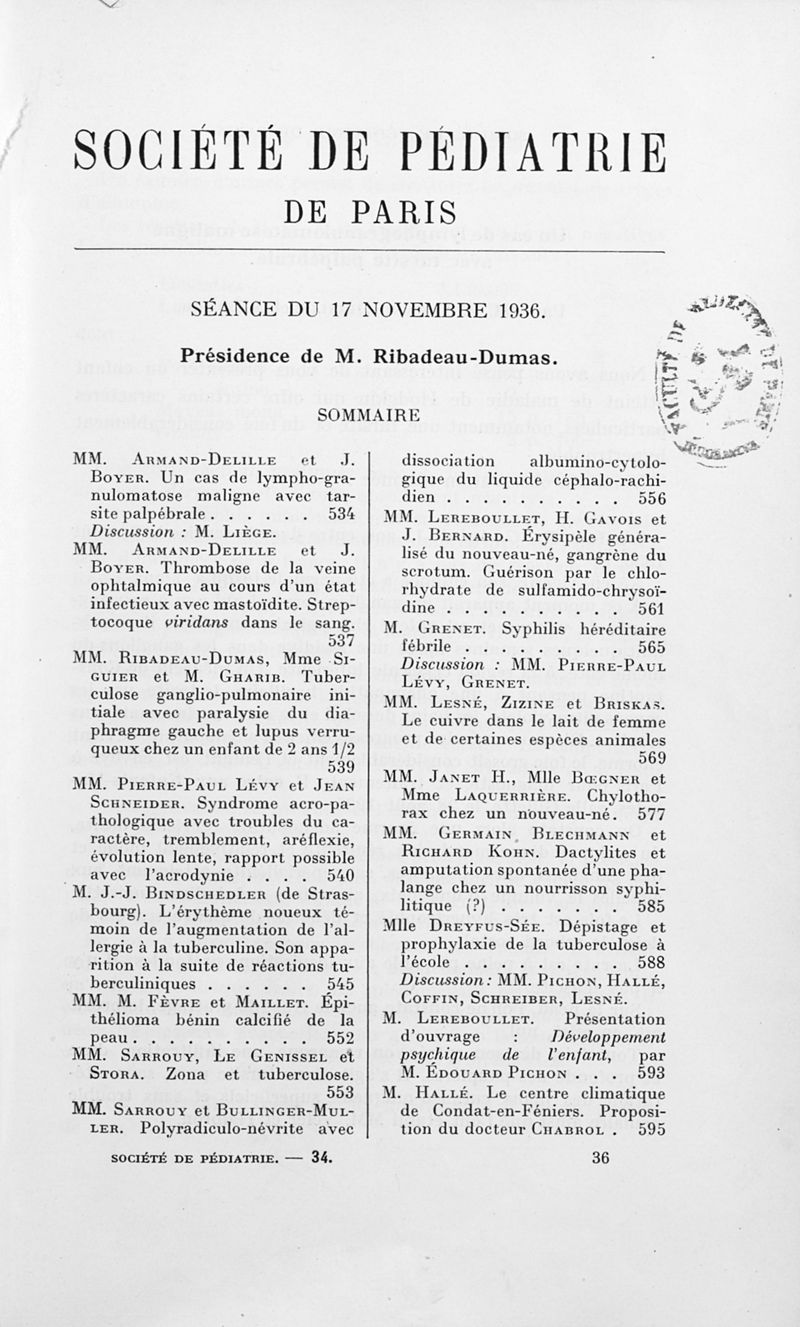 SOCIÉTÉ DE PÉDIATRIE
DE PARIS
SÉANCE DU 17 NOVEMBRE 1936.
Présidence de M. Ribadeau-Dumas.
SOMMAIRE
MM. Armand-Delille et J.
Boyer. Un cas de lympho-gra-
nulomatose maligne avec tar-
site palpébrale . . . . . . 534
Discussion : M. Liège.
MM. Armand-Delille et J.
Boyer. Thrombose de la veine
ophtalmique au cours d'un état
infectieux avec mastoïdite. Strep-
tocoque viridans dans le sang.
537
MM. Ribadeau-Dumas, Mme Si-
guier et M. Gharib. Tuber-
culose ganglio-pulmonaire ini-
tiale avec paralysie du dia-
phragme gauche et lupus verru-
queux chez un enfant de 2 ans 1/2
539
MM. Pierre-Paul Lévy et Jean
Schneider. Syndrome acro-pa-
thologique avec troubles du ca-
ractère, tremblement, aréflexie,
évolution lente, rapport possible
avec l'acrodynie . . . . 540
M. J.-J. Bindschedler (de Stras-
bourg). L'érythème noueux té-
moin de l'augmentation de l'al-
lergie à la tuberculine. Son appa-
rition à la suite de réactions tu-
berculiniques . . . . . . 545
MM. M. Fèvre et Maillet. Épi-
thélioma bénin calcifié de la
peau . . . . . . . . . . 552
MM. Sarrouy, Le Genissel et
Stora. Zona et tuberculose.
553
MM. Sarrouy et Bullinger-Mul-
ler. Polyradiculo-névrite avec
dissociation albumino-cytolo-
gique du liquide céphalo-rachi-
dien . . . . . . . . . . 556
MM. Lereboullet, H. Gavois et
J. Bernard. Érysipèle généra-
lisé du nouveau-né, gangrène du
scrotum. Guérison par le chlo-
rhydrate de sulfamido-chrysoï-
dine . . . . . . . . . . 561
M. Grenet. Syphilis héréditaire
fébrile . . . . . . . . . 565
Discussion : MM. Pierre-Paul
Lévy, Grenet.
MM. Lesné, Zizine et Briskas.
Le cuivre dans le lait de femme
et de certaines espèces animales
569
MM. Janet H., Mlle Bœgner et
Mme Laquerrière. Chylotho-
rax chez un nouveau-né. 577
MM. Germain Blechmann et
Richard Kohn. Dactylites et
amputation spontanée d'une pha-
lange chez un nourrisson syphi-
litique (?) . . . . . . . 585
Mlle Dreyfus-Sée. Dépistage et
prophylaxie de la tuberculose à
l'école . . . . . . . . . 588
Discussion : MM. Pichon, Hallé,
Coffin, Schreiber, Lesné.
M. Lereboullet. Présentation
d'ouvrage : Développement
psychique de l'enfant, par
M. Édouard Pichon . . . 593
M. Hallé. Le centre climatique
de Condat-en-Féniers. Proposi-
tion du docteur Chabrol . 595
SOCIÉTÉ DE PÉDIATRIE. — 34.
36